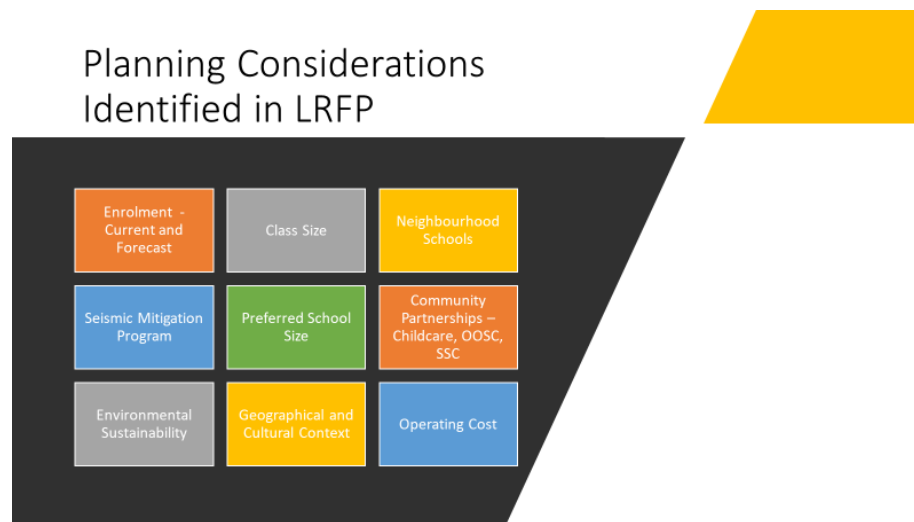 Planning Considerations
Identified in LRFP
Enrolment -
Current and
Forecast
Class Size
Neighbourhood
Schools
Seismic Mitigation
Program
Preferred School
Size
Community
Partnerships –
Childcare, OOSC,
SSC
Environmental
Sustainability
Geographical and
Cultural Context
Operating Cost